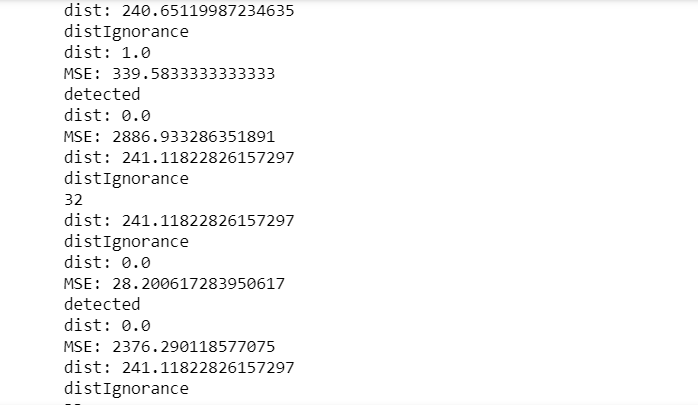 dist: 240.65119987234635
distIgnorance
dist: 1.0
MSE: 339.5833333333333
detected
dist: 0.0
MSE: 2886.933286351891
dist: 241.11822826157297
distIgnorance
32
dist: 241.11822826157297
distIgnorance
dist: 0.0
MSE: 28.200617283950617
detected
dist: 0.0
MSE: 2376.290118577075
dist: 241.11822826157297
distIgnorance